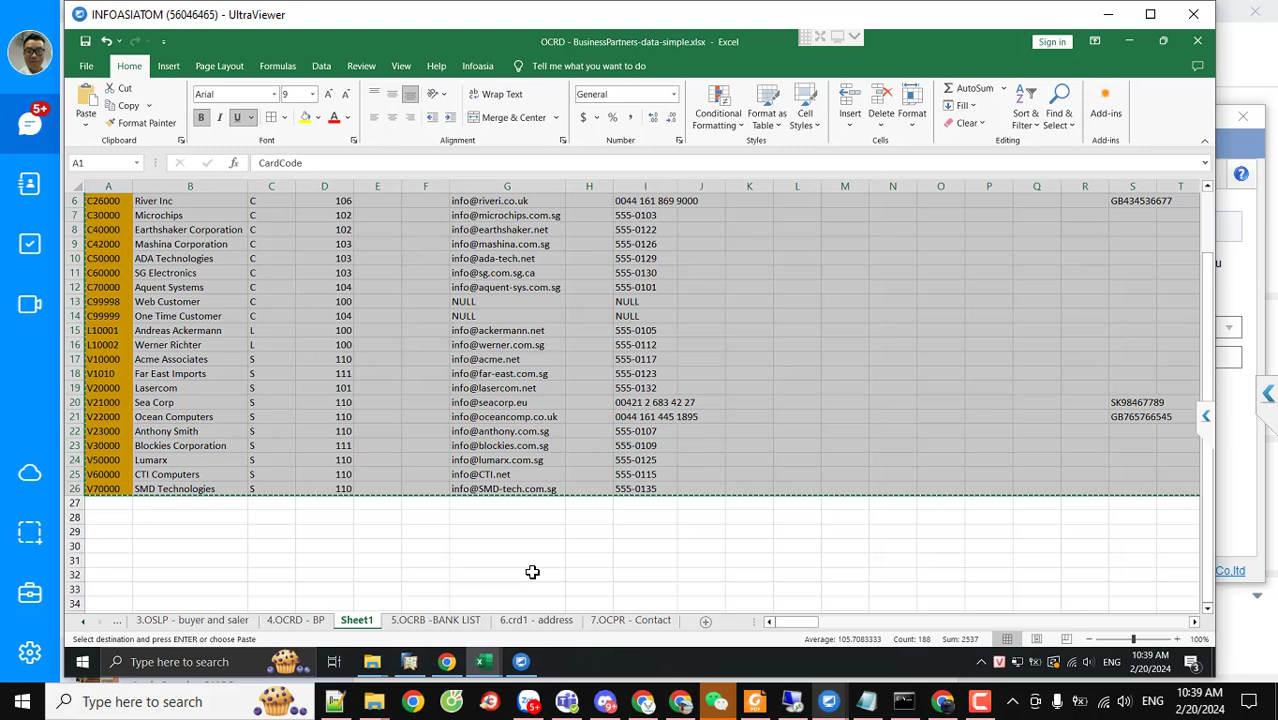 INFOASIATOM (56046465) - UltraViewer
OCRD - BusinessPartners-data-simple.xlsx - Excel
Sign in
File Home Insert Page Layout Formulas Data Review View Help Infoasia Tell me what you want to do
Cut
Copy
Format Painter
Paste
Clipboard
Arial 9
B I U
Font
Wrap Text
Merge & Center
Alignment
General
$ % ,
Number
Conditional Formatting
Format as Table
Cell Styles
Styles
Insert Delete Format
Cells
AutoSum
Fill
Clear
Sort & Filter
Find & Select
Editing
Add-ins
Add-ins
A1 fx CardCode
A B C D E F G H I J K L M N O P Q R S T
6 C26000 River Inc C 106 info@riveri.co.uk 0044 161 869 9000 GB434536677
7 C30000 Microchips C 102 info@microchips.com.sg 555-0103
8 C40000 Earthshaker Corporation C 102 info@earthshaker.net 555-0122
9 C42000 Mashina Corporation C 103 info@mashina.com.sg 555-0126
10 C50000 ADA Technologies C 103 info@ada-tech.net 555-0129
11 C60000 SG Electronics C 103 info@sg.com.sg.ca 555-0130
12 C70000 Aquent Systems C 104 info@aquent-sys.com.sg 555-0101
13 C99998 Web Customer C 100 NULL NULL
14 C99999 One Time Customer C 104 NULL NULL
15 L10001 Andreas Ackermann L 100 info@ackermann.net 555-0105
16 L10002 Werner Richter L 100 info@werner.com.sg 555-0112
17 V10000 Acme Associates S 110 info@acme.net 555-0117
18 V1010 Far East Imports S 111 info@far-east.com.sg 555-0123
19 V20000 Lasercom S 101 info@lasercom.net 555-0132
20 V21000 Sea Corp S 110 info@seacorp.eu 00421 2 683 42 27 SK98467789
21 V22000 Ocean Computers S 110 info@oceancomp.co.uk 0044 161 445 1895 GB765766545
22 V23000 Anthony Smith S 110 info@anthony.com.sg 555-0107
23 V30000 Blockies Corporation S 111 info@blockies.com.sg 555-0109
24 V50000 Lumarx S 110 info@lumarx.com.sg 555-0125
25 V60000 CTI Computers S 110 info@CTI.net 555-0115
26 V70000 SMD Technologies S 110 info@SMD-tech.com.sg 555-0135
27
28
29
30
31
32
33
34
... 3.OSLP - buyer and saler 4.OCRD - BP Sheet1 5.OCRB -BANK LIST 6.crd1 - address 7.OCPR - Contact
Select destination and press ENTER or choose Paste Average: 105.7083333 Count: 188 Sum: 2537 100%
Type here to search ENG 10:39 AM 2/20/2024 3
Type here to search ENG 10:39 AM 2/20/2024
5+
5+
9+
Co,ltd
u